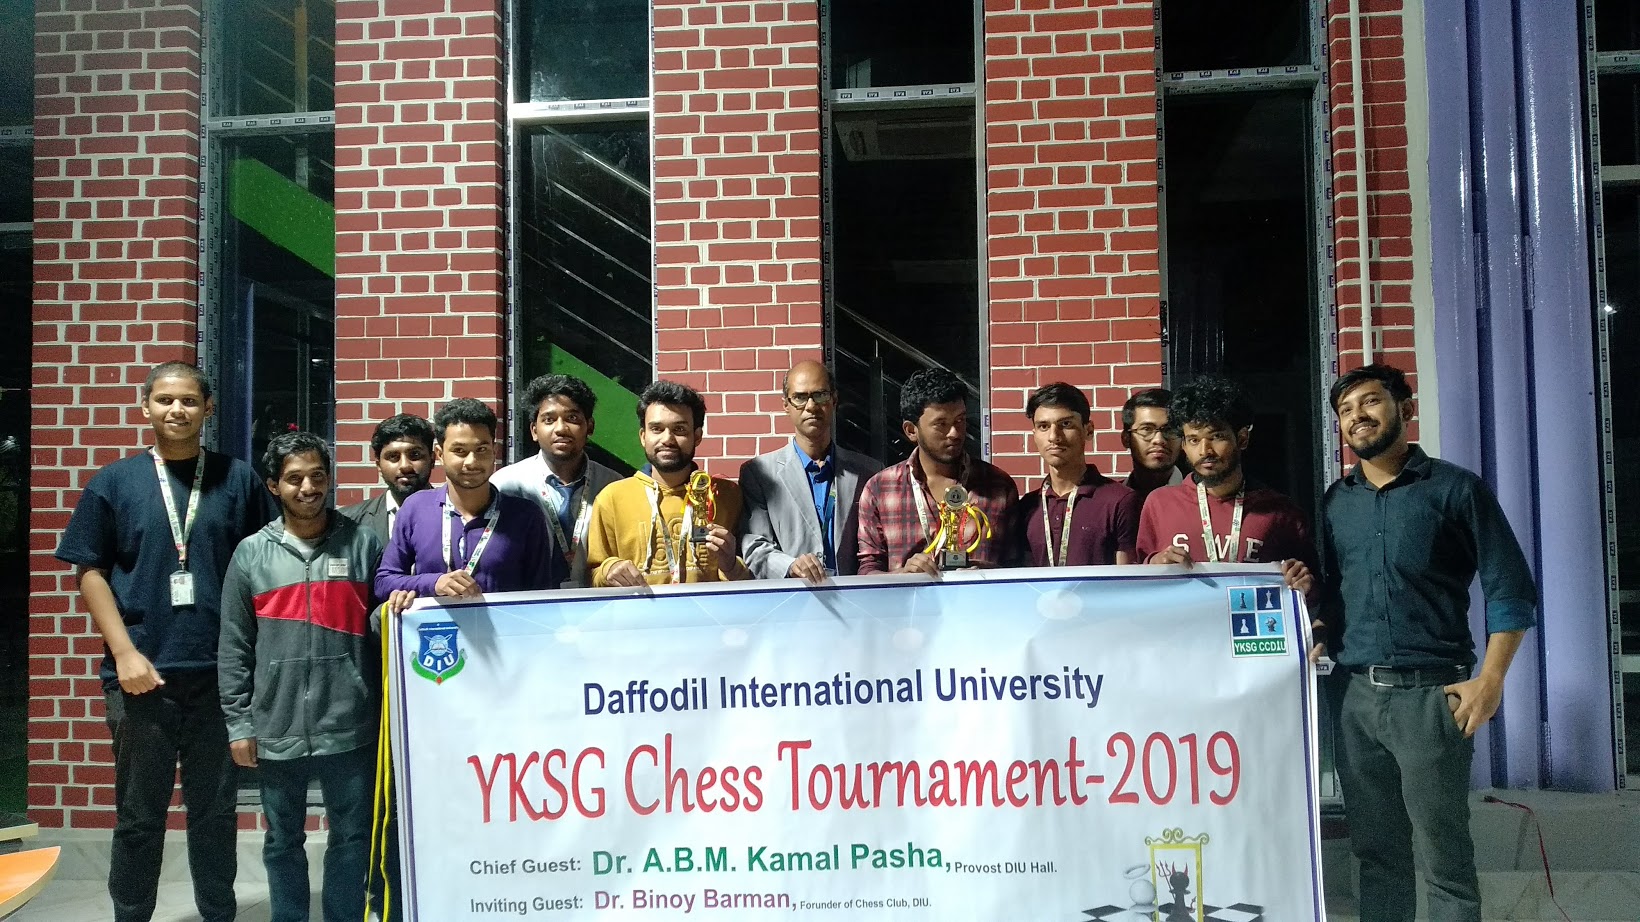 DIU
YKSG CCDIU
Daffodil International University
YKSG Chess Tournament-2019
Chief Guest: Dr. A.B.M. Kamal Pasha, Provost DIU Hall.
Inviting Guest: Dr. Binoy Barman, Forunder of Chess Club, DIU.
SWE